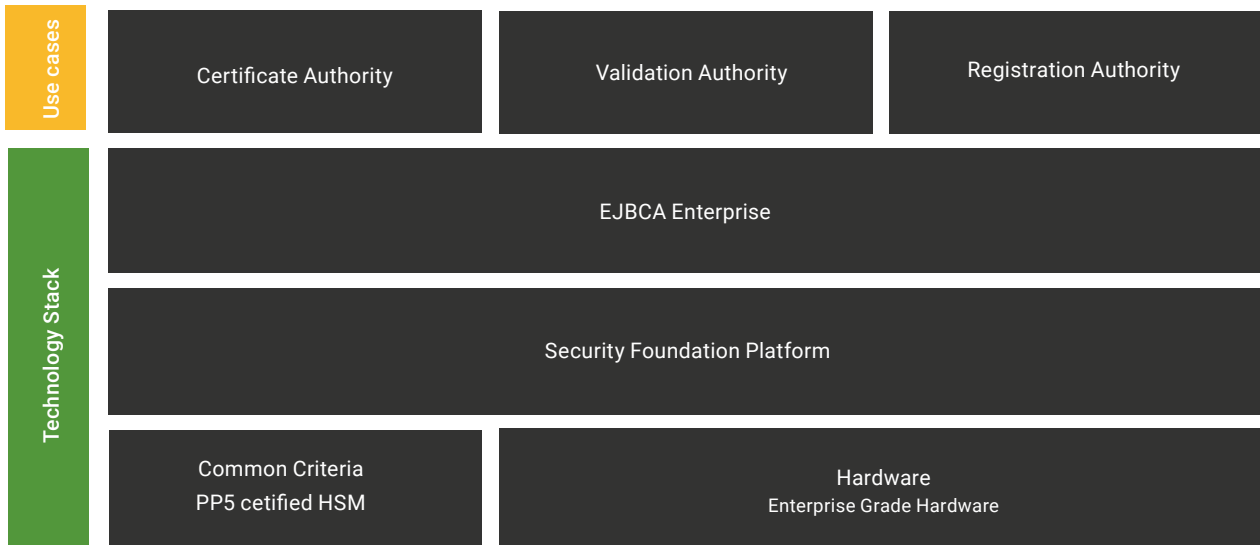 Use cases
Certificate Authority
Validation Authority
Registration Authority
Technology Stack
EJBCA Enterprise
Security Foundation Platform
Common Criteria
PP5 cetified HSM
Hardware
Enterprise Grade Hardware